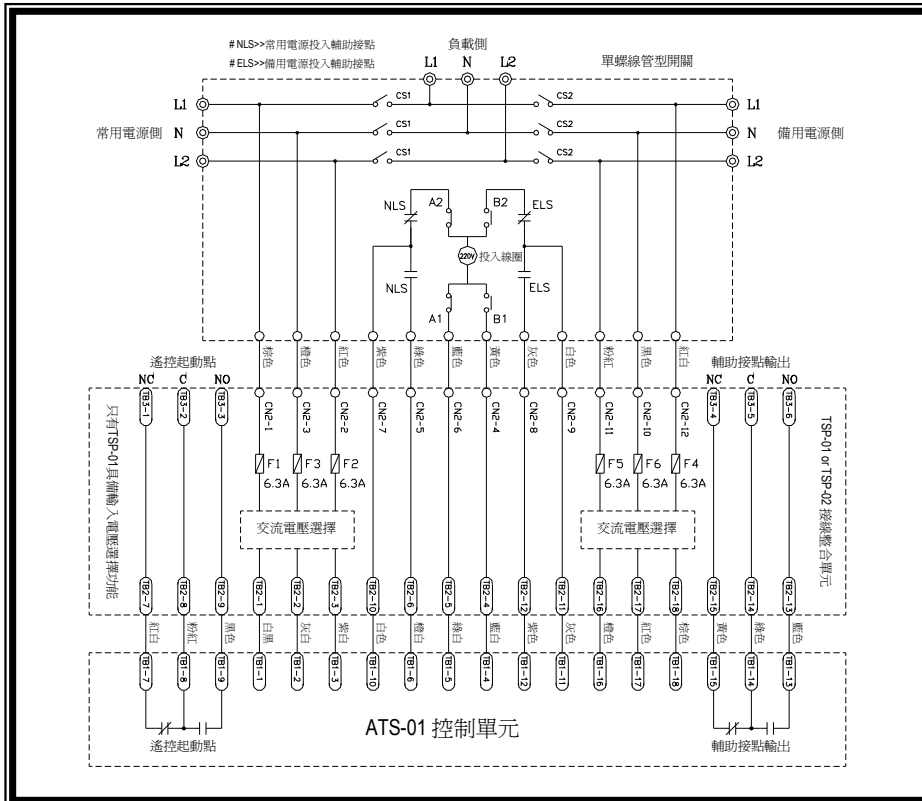 # NLS>>常用電源投入輔助接點
# ELS>>備用電源投入輔助接點
負載側
L1 N L2
單螺線管型開關
L1 CS1 CS2 L1
常用電源側 N CS1 CS2 N 備用電源側
L2 CS1 CS2 L2
NLS A2 B2 ELS
220V 投入線圈
NLS ELS
A1 B1
棕色 橙色 紅色 紫色 綠色 藍色 黃色 灰色 白色 粉紅 黑色 紅白
遙控起動點
輔助接點輸出
NC C NO
NC C NO
TB3-1 TB3-2 TB3-3
CN2-1 CN2-3 CN2-2 CN2-7 CN2-5 CN2-6 CN2-4 CN2-8 CN2-9 CN2-11 CN2-10 CN2-12
TB3-4 TB3-5 TB3-6
只有TSP-01具備輸入電壓選擇功能
TSP-01 or TSP-02 接線整合單元
F1 F3 F2 F5 F6 F4
6.3A 6.3A 6.3A 6.3A 6.3A 6.3A
交流電壓選擇 交流電壓選擇
TB2-7 TB2-8 TB2-9 TB2-1 TB2-2 TB2-3 TB2-10 TB2-6 TB2-5 TB2-4 TB2-12 TB2-11 TB2-16 TB2-17 TB2-18 TB2-15 TB2-14 TB2-13
紅白 粉紅 黑色 白黑 灰白 紫白 白色 橙白 綠白 藍白 紫色 灰色 橙色 紅色 棕色 黃色 綠色 藍色
TB1-7 TB1-8 TB1-9 TB1-1 TB1-2 TB1-3 TB1-10 TB1-6 TB1-5 TB1-4 TB1-12 TB1-11 TB1-16 TB1-17 TB1-18 TB1-15 TB1-14 TB1-13
ATS-01 控制單元
遙控起動點
輔助接點輸出